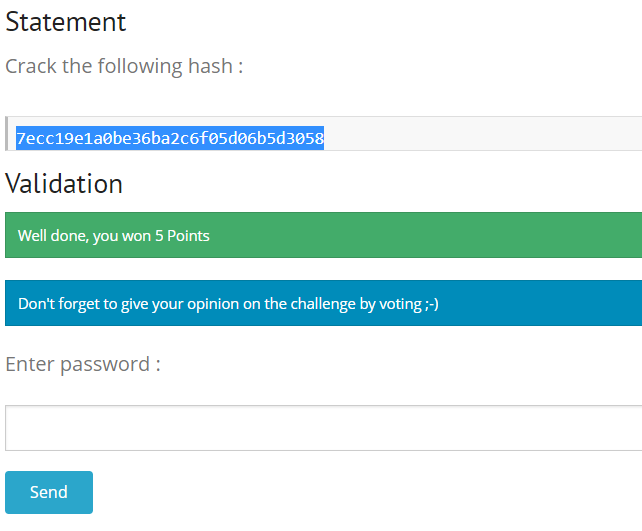 Statement
Crack the following hash :
7ecc19e1a0be36ba2c6f05d06b5d3058
Validation
Well done, you won 5 Points
Don't forget to give your opinion on the challenge by voting ;-)
Enter password :
Send